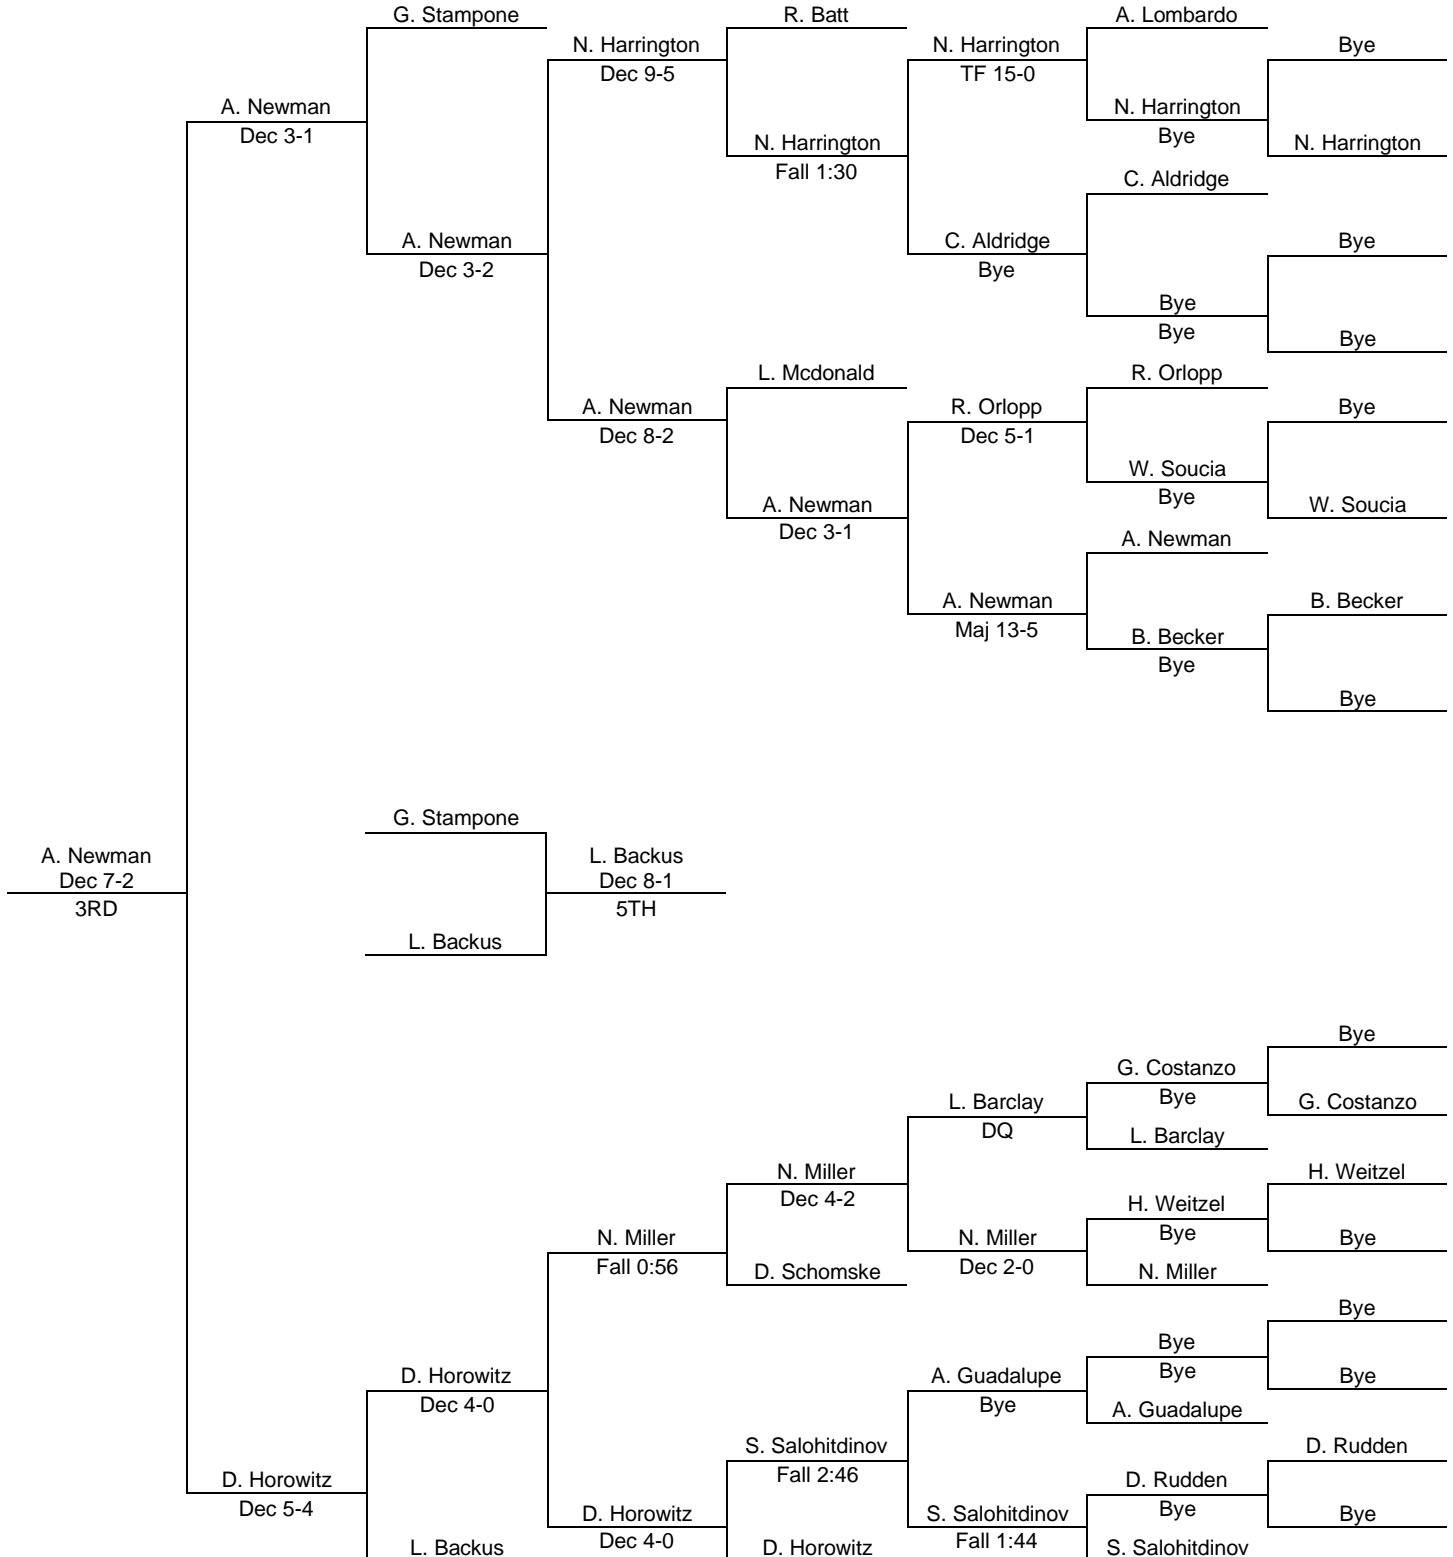 G. Stampone
R. Batt
A. Lombardo
N. Harrington
Dec 9-5
N. Harrington
TF 15-0
Bye
A. Newman
Dec 3-1
N. Harrington
Bye
N. Harrington
Fall 1:30
N. Harrington
C. Aldridge
A. Newman
Dec 3-2
C. Aldridge
Bye
Bye
Bye
Bye
Bye
L. Mcdonald
R. Orlopp
A. Newman
Dec 8-2
R. Orlopp
Dec 5-1
Bye
W. Soucia
Bye
A. Newman
Dec 3-1
W. Soucia
A. Newman
A. Newman
Maj 13-5
B. Becker
B. Becker
Bye
Bye
G. Stampone
A. Newman
Dec 7-2
3RD
L. Backus
Dec 8-1
5TH
L. Backus
Bye
G. Costanzo
Bye
L. Barclay
DQ
G. Costanzo
L. Barclay
N. Miller
Dec 4-2
H. Weitzel
H. Weitzel
Bye
N. Miller
Fall 0:56
N. Miller
Dec 2-0
Bye
D. Schomske
N. Miller
Bye
Bye
Bye
D. Horowitz
Dec 4-0
A. Guadalupe
Bye
Bye
A. Guadalupe
S. Salohitdinov
Fall 2:46
D. Rudden
D. Horowitz
Dec 5-4
D. Rudden
Bye
D. Horowitz
Dec 4-0
S. Salohitdinov
Fall 1:44
Bye
L. Backus
D. Horowitz
S. Salohitdinov